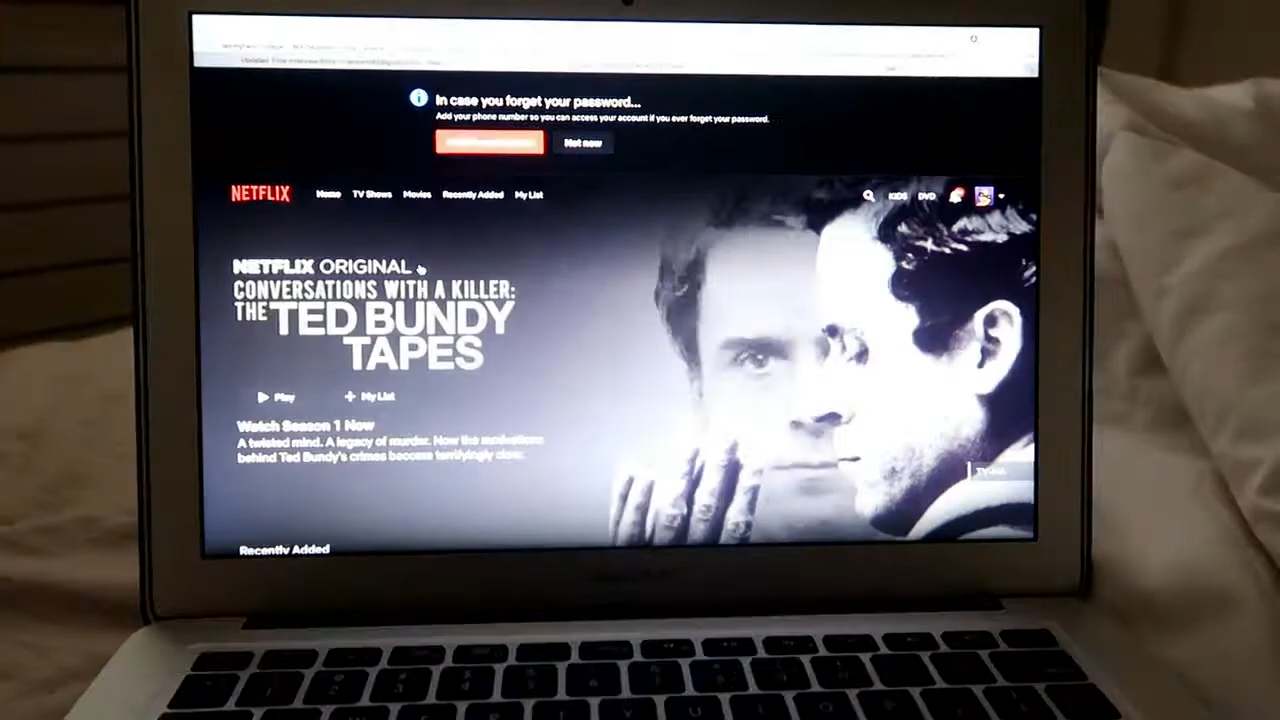 In case you forget your password...
Add your phone number so you can access your account if you ever forget your password.
Not now
NETFLIX Home TV Shows Movies Recently Added My List KIDS DVD
NETFLIX ORIGINAL
CONVERSATIONS WITH A KILLER:
THE TED BUNDY
TAPES
Play My List
Watch Season 1 Now
A twisted mind. A legacy of murder. Now the motivations
behind Ted Bundy's crimes become terrifyingly clear.
TV-MA
Recently Added